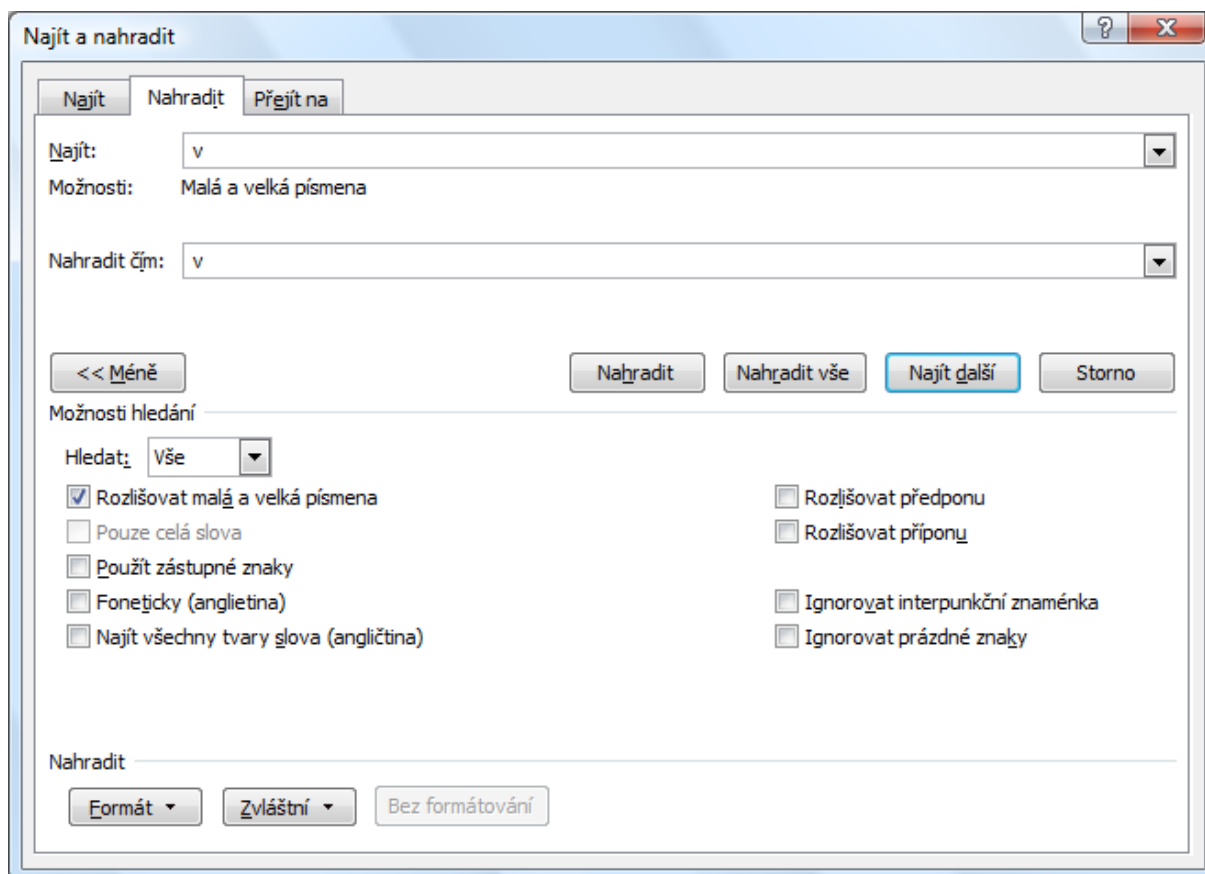 Najít a nahradit
Najít Nahradit Přejít na
Najít: v
Možnosti: Malá a velká písmena
Nahradit čím: v
<< Méně Nahradit Nahradit vše Najít další Storno
Možnosti hledání
Hledat: Vše
Rozlišovat malá a velká písmena Rozlišovat předponu
Pouze celá slova Rozlišovat příponu
Použít zástupné znaky
Foneticky (anglietina) Ignorovat interpunkční znaménka
Najít všechny tvary slova (angličtina) Ignorovat prázdné znaky
Nahradit
Formát Zvláštní Bez formátování